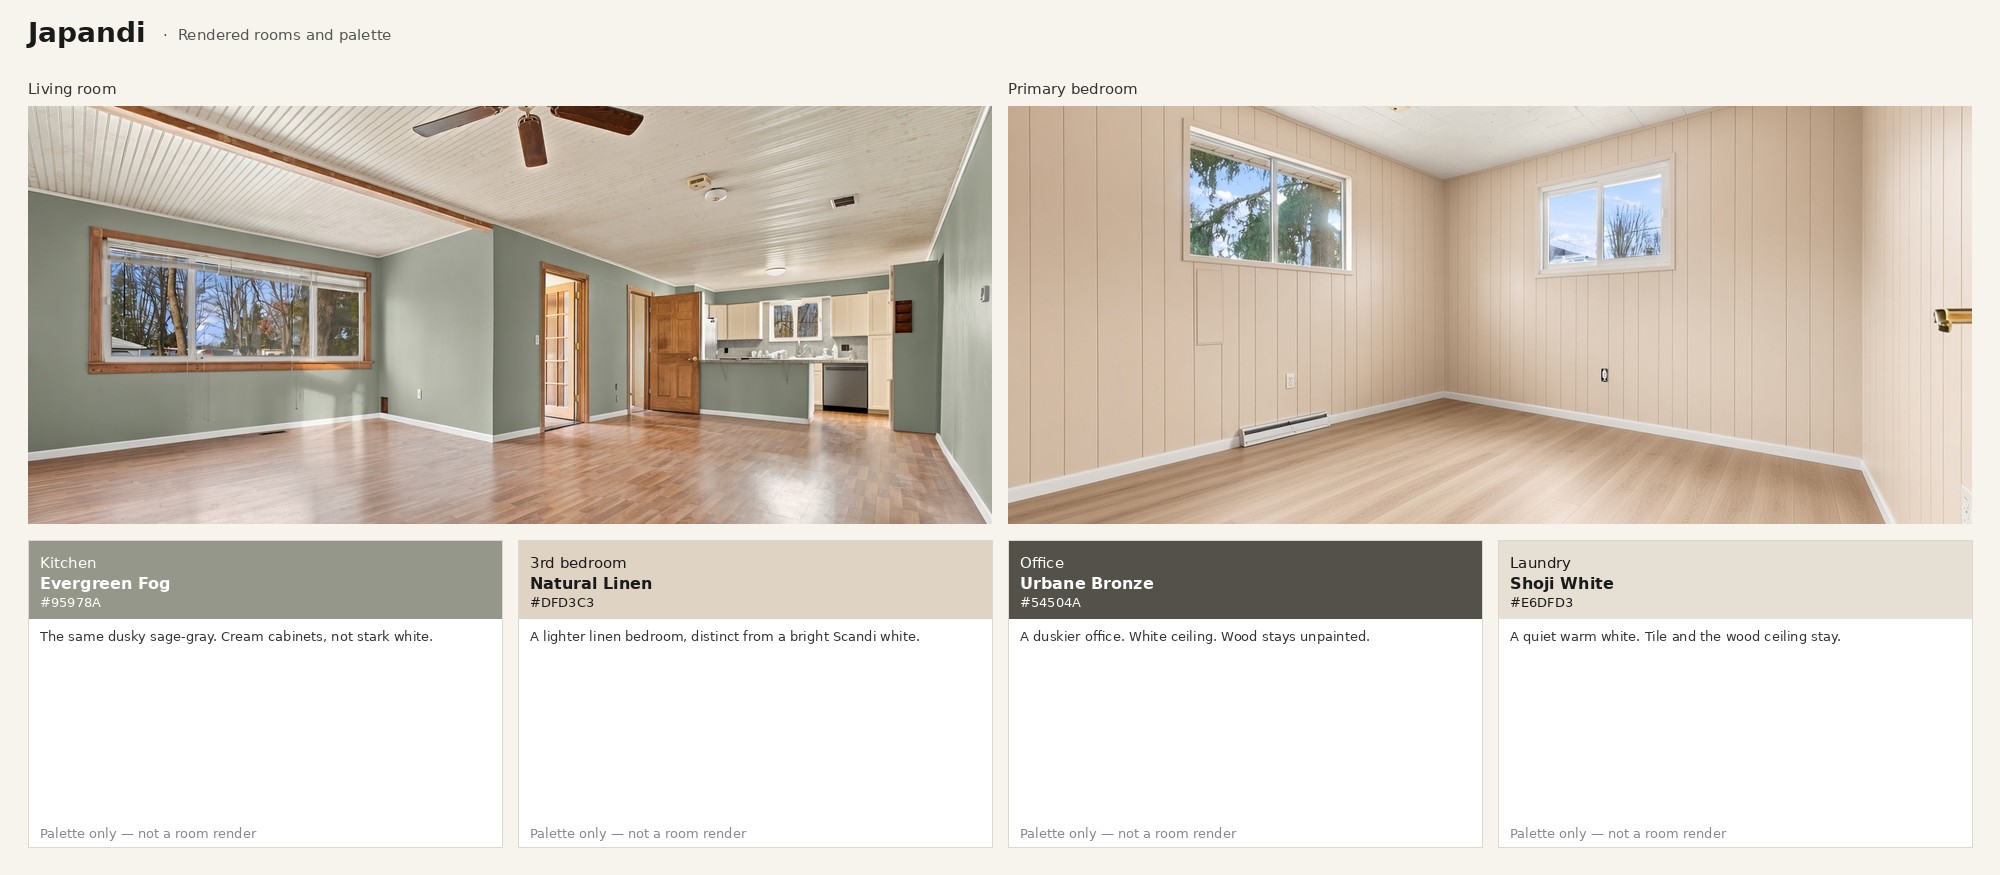 Japandi · Rendered rooms and palette
Living room
Primary bedroom
Kitchen
Evergreen Fog
#95978A
The same dusky sage-gray. Cream cabinets, not stark white.
Palette only — not a room render
3rd bedroom
Natural Linen
#DFD3C3
A lighter linen bedroom, distinct from a bright Scandi white.
Palette only — not a room render
Office
Urbane Bronze
#54504A
A duskier office. White ceiling. Wood stays unpainted.
Palette only — not a room render
Laundry
Shoji White
#E6DFD3
A quiet warm white. Tile and the wood ceiling stay.
Palette only — not a room render